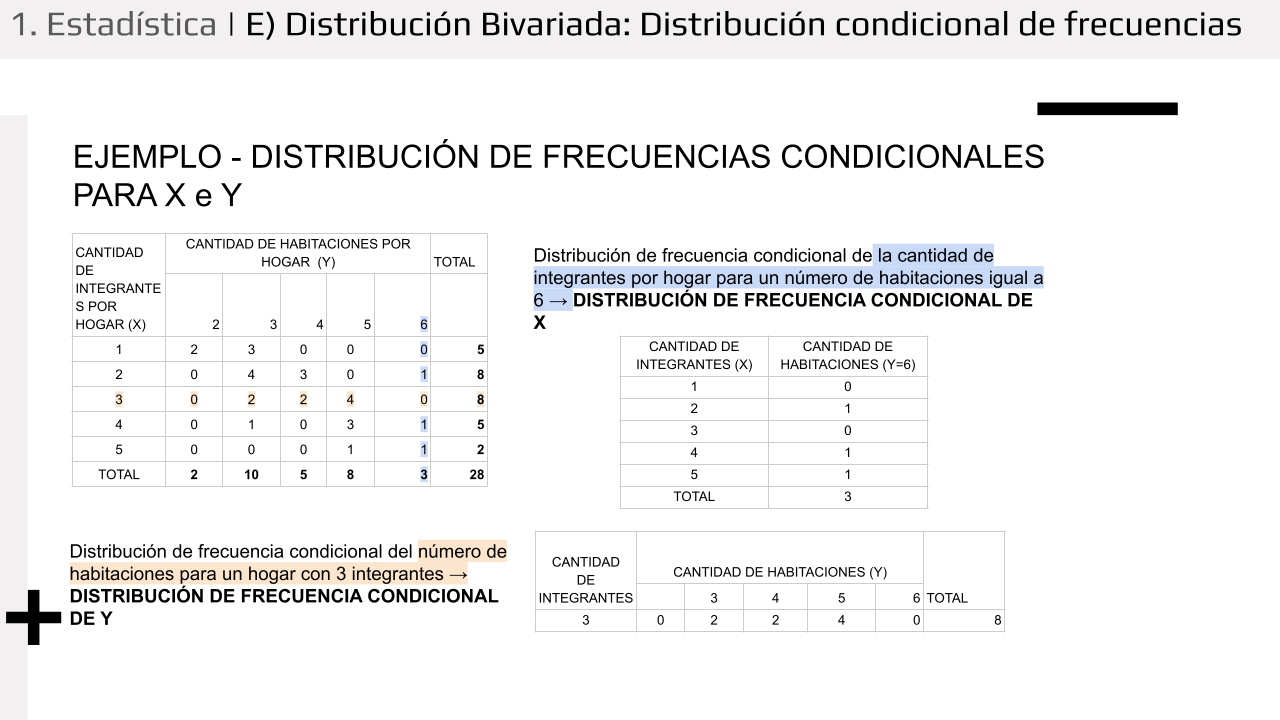 1. Estadística | E) Distribución Bivariada: Distribución condicional de frecuencias
EJEMPLO - DISTRIBUCIÓN DE FRECUENCIAS CONDICIONALES
PARA X e Y
CANTIDAD
DE
INTEGRANTE
S POR
HOGAR (X)
CANTIDAD DE HABITACIONES POR
HOGAR (Y)
TOTAL
2 3 4 5 6
1 2 3 0 0 0 5
2 0 4 3 0 1 8
3 0 2 2 4 0 8
4 0 1 0 3 1 5
5 0 0 0 1 1 2
TOTAL 2 10 5 8 3 28
Distribución de frecuencia condicional de la cantidad de
integrantes por hogar para un número de habitaciones igual a
6 → DISTRIBUCIÓN DE FRECUENCIA CONDICIONAL DE
X
CANTIDAD DE
INTEGRANTES (X)
CANTIDAD DE
HABITACIONES (Y=6)
1 0
2 1
3 0
4 1
5 1
TOTAL 3
Distribución de frecuencia condicional del número de
habitaciones para un hogar con 3 integrantes →
DISTRIBUCIÓN DE FRECUENCIA CONDICIONAL
DE Y
CANTIDAD
DE
INTEGRANTES
CANTIDAD DE HABITACIONES (Y)
3 4 5 6 TOTAL
3 0 2 2 4 0 8